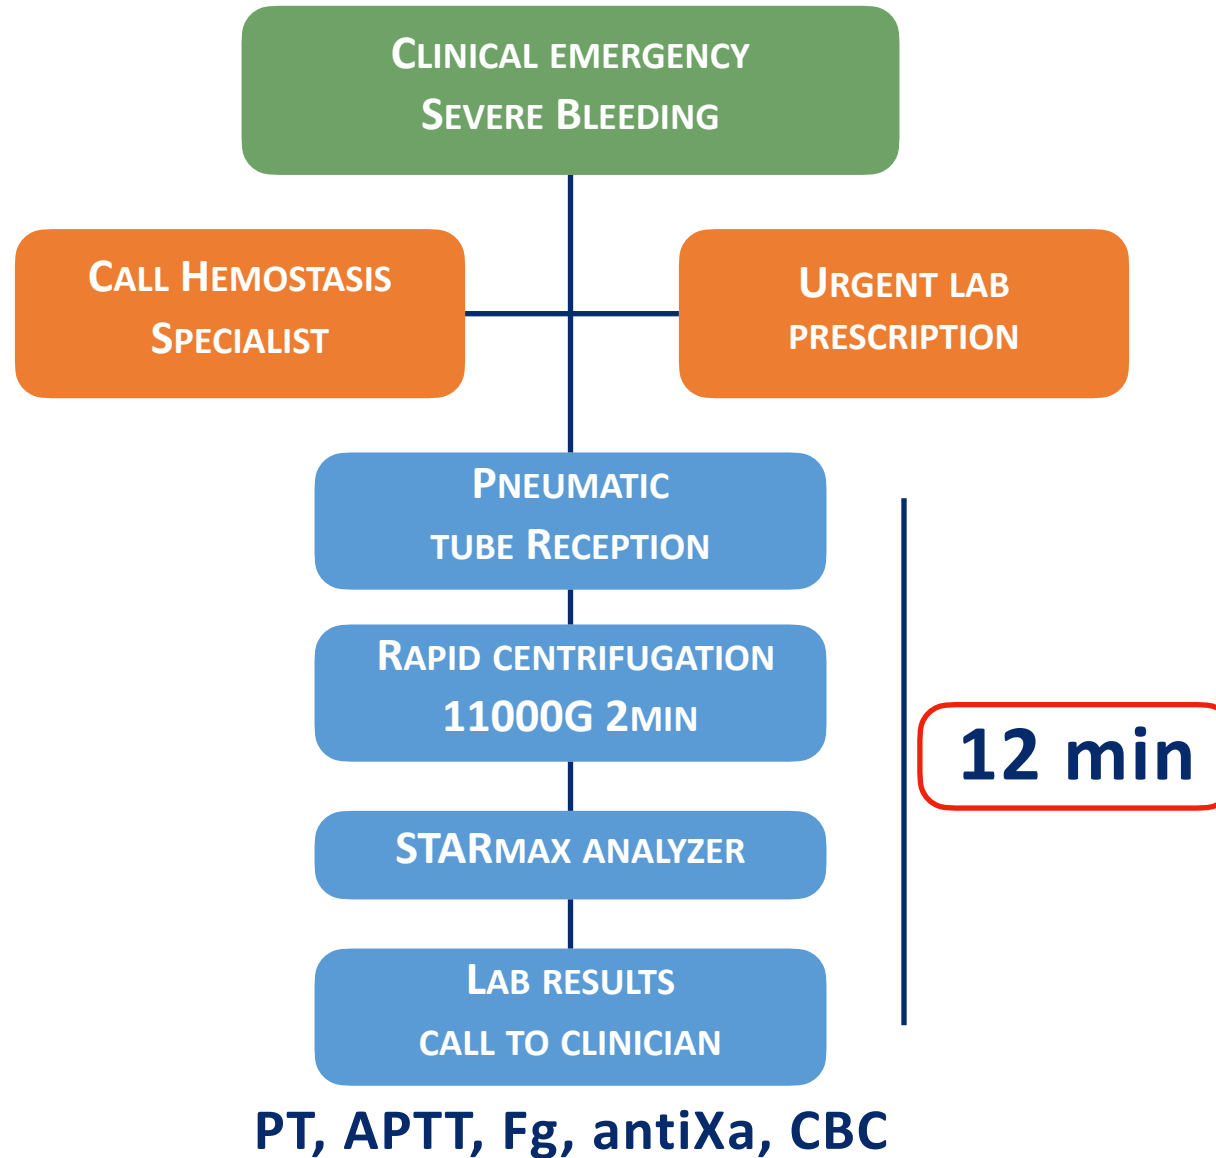 CLINICAL EMERGENCY
SEVERE BLEEDING
CALL HEMOSTASIS
SPECIALIST
URGENT LAB
PRESCRIPTION
PNEUMATIC
TUBE RECEPTION
RAPID CENTRIFUGATION
11000G 2MIN
12 min
STARMAX ANALYZER
LAB RESULTS
CALL TO CLINICIAN
PT, APTT, Fg, antiXa, CBC